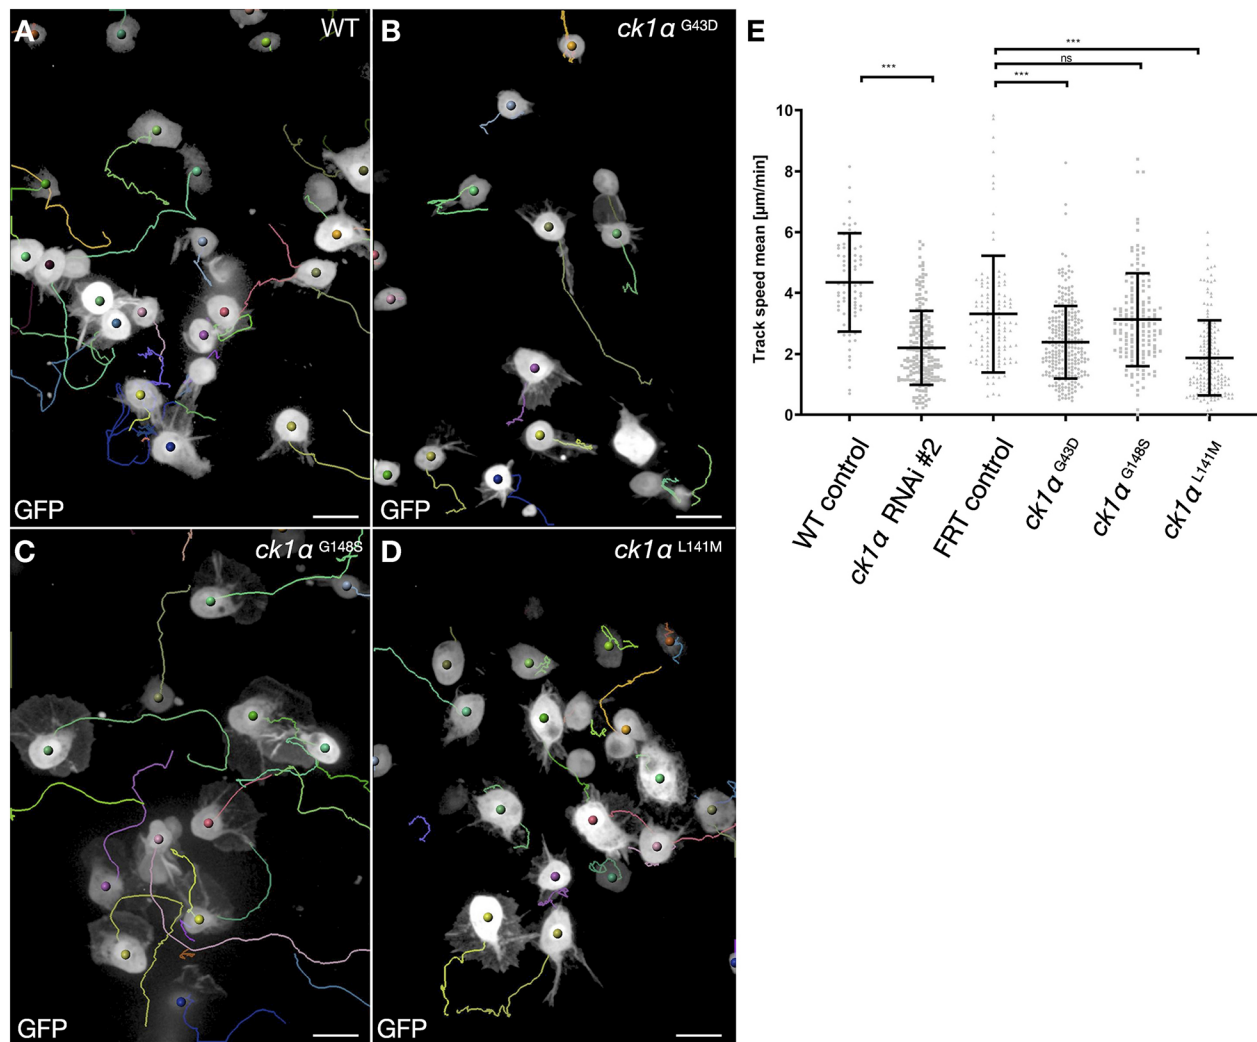 A
WT
GFP
B
ck1α G43D
GFP
C
ck1α G148S
GFP
D
ck1α L141M
GFP
E
***
ns
***
***
Track speed mean [µm/min]
10
8
6
4
2
0
WT control
ck1α RNAi #2
FRT control
ck1α G43D
ck1α G148S
ck1α L141M